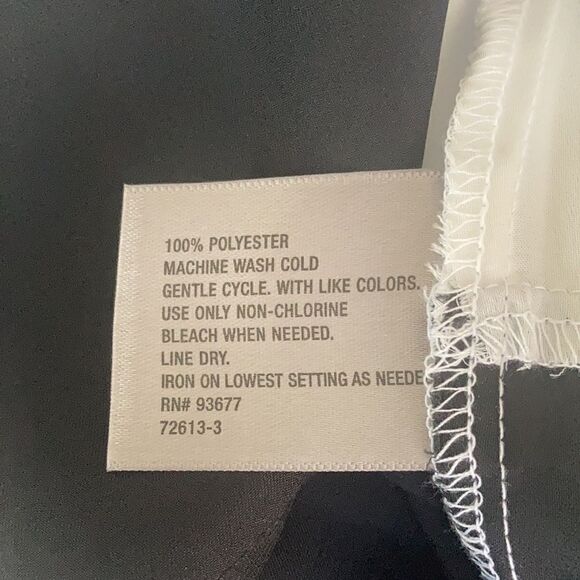 100% POLYESTER
MACHINE WASH COLD
GENTLE CYCLE. WITH LIKE COLORS.
USE ONLY NON-CHLORINE
BLEACH WHEN NEEDED.
LINE DRY.
IRON ON LOWEST SETTING AS NEEDE
RN# 93677
72613-3